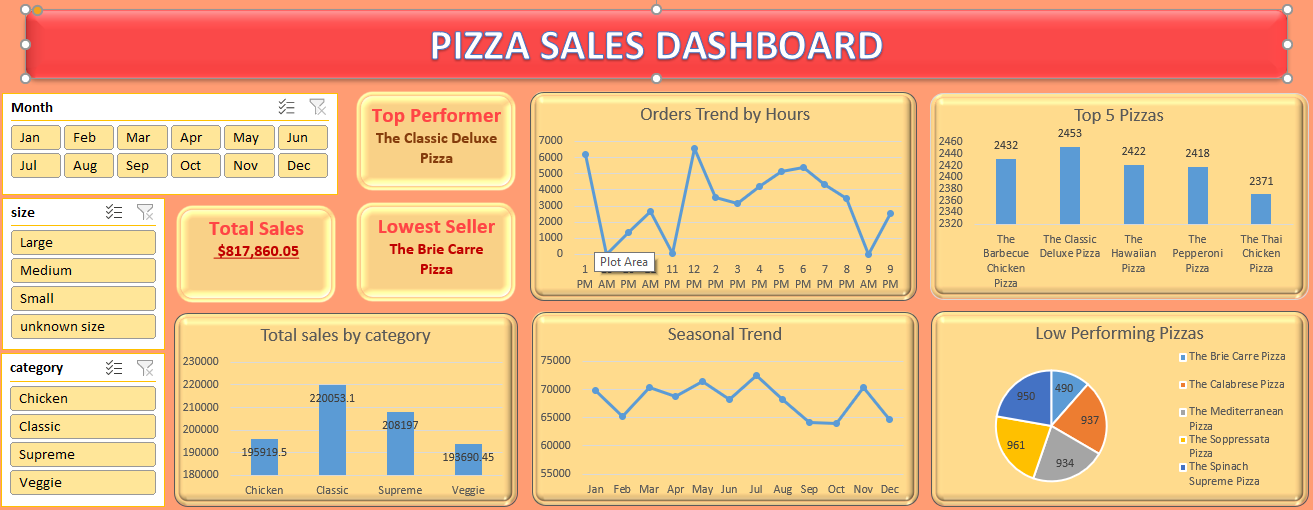 PIZZA SALES DASHBOARD
Month
Jan Feb Mar Apr May Jun
Jul Aug Sep Oct Nov Dec
size
Large
Medium
Small
unknown size
category
Chicken
Classic
Supreme
Veggie
Total Sales
$817,860.05
Top Performer
The Classic Deluxe
Pizza
Lowest Seller
The Brie Carre
Pizza
Orders Trend by Hours
7000
6000
5000
4000
3000
2000
1000
0
Plot Area
1 11 12 2 3 4 5 6 7 8 9 9
PM AM PM AM PM PM PM PM PM PM PM PM PM AM PM
Top 5 Pizzas
2460
2440
2420
2400
2380
2360
2340
2320
2432
2453
2422
2418
2371
The
Barbecue
Chicken
Pizza
The Classic
Deluxe Pizza
The
Hawaiian
Pizza
The
Pepperoni
Pizza
The Thai
Chicken
Pizza
Total sales by category
230000
220000
210000
200000
190000
180000
195919.5
220053.1
208197
193690.45
Chicken Classic Supreme Veggie
Seasonal Trend
75000
70000
65000
60000
55000
Jan Feb Mar Apr May Jun Jul Aug Sep Oct Nov Dec
Low Performing Pizzas
490
937
934
961
950
The Brie Carre Pizza
The Calabrese Pizza
The Mediterranean
Pizza
The Soppressata
Pizza
The Spinach
Supreme Pizza